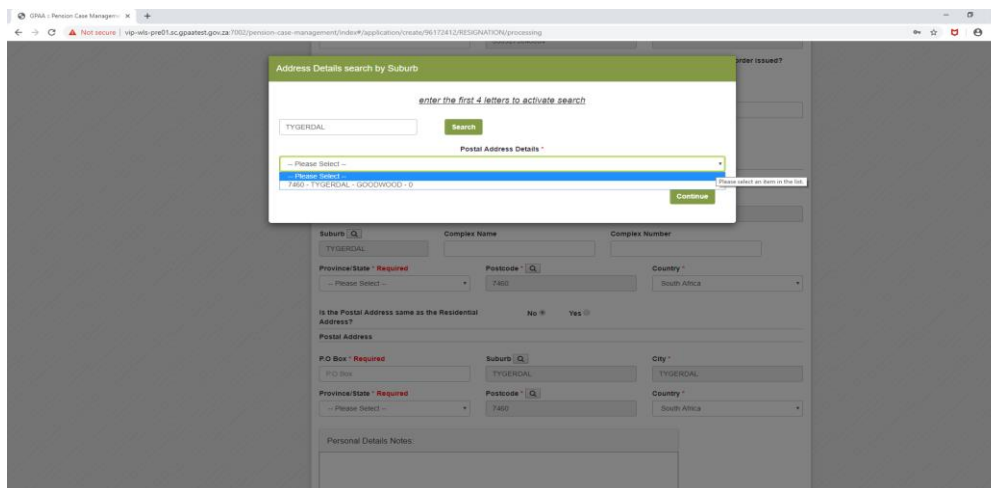 GPAA :: Pension Case Managem
Not secure | vip-wls-pre01.sc.gpaatest.gov.za:7002/pension-case-management/index#/application/create/96172412/RESIGNATION/processing
order issued?
Address Details search by Suburb
enter the first 4 letters to activate search
TYGERDAL Search
Postal Address Details *
-- Please Select --
-- Please Select --
7460 - TYGERDAL - GOODWOOD - 0
Please select an item in the list.
Continue
Suburb Complex Name Complex Number
TYGERDAL
Province/State * Required Postcode * Country *
-- Please Select -- 7460 South Africa
Is the Postal Address same as the Residential No Yes
Address?
Postal Address
P.O Box * Required Suburb City *
P.O Box TYGERDAL TYGERDAL
Province/State * Required Postcode * Country *
-- Please Select -- 7460 South Africa
Personal Details Notes: